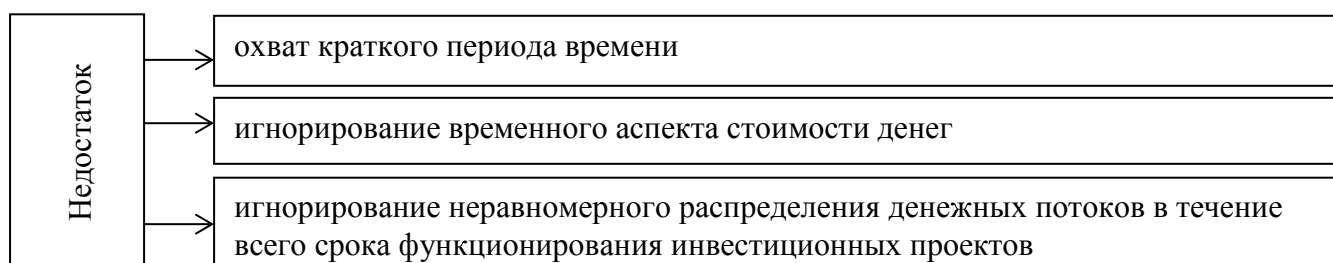 Недостаток
охват краткого периода времени
игнорирование временного аспекта стоимости денег
игнорирование неравномерного распределения денежных потоков в течение
всего срока функционирования инвестиционных проектов